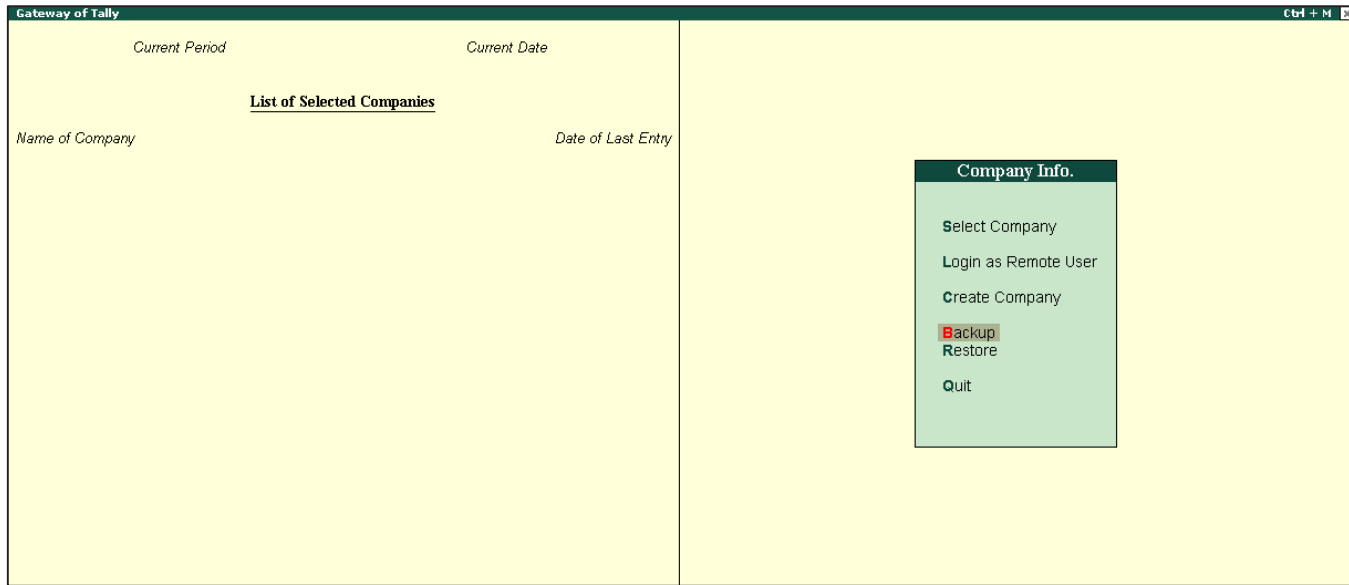 Gateway of Tally Ctrl + M
Current Period Current Date
List of Selected Companies
Name of Company Date of Last Entry
Company Info.
Select Company
Login as Remote User
Create Company
Backup
Restore
Quit